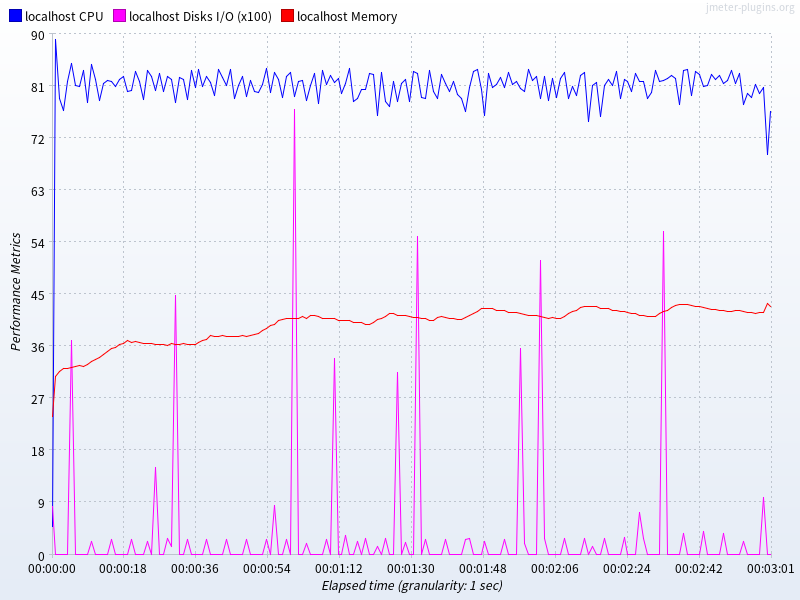 jmeter-plugins.org
localhost CPU localhost Disks I/O (x100) localhost Memory
90
81
72
63
54
45
36
27
18
9
0
Performance Metrics
00:00:00 00:00:18 00:00:36 00:00:54 00:01:12 00:01:30 00:01:48 00:02:06 00:02:24 00:02:42 00:03:01
Elapsed time (granularity: 1 sec)